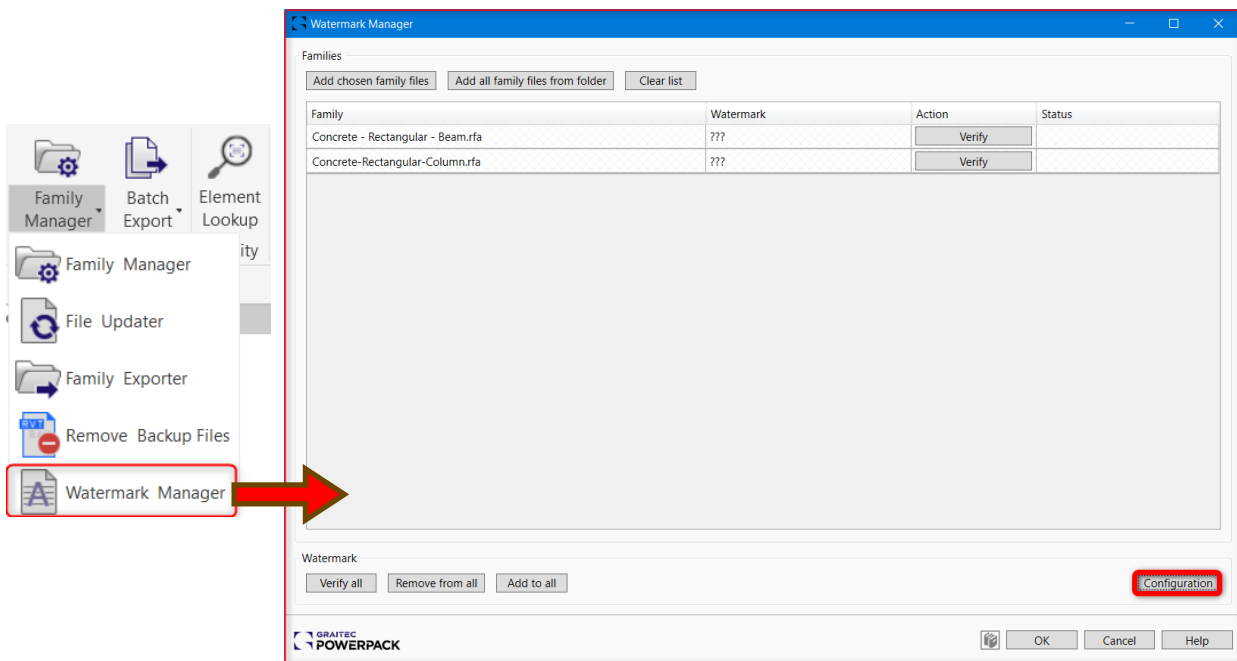 Family
Manager
Batch
Export
Element
Lookup
ity
Family Manager
File Updater
Family Exporter
RVT
Remove Backup Files
A
Watermark Manager
Watermark Manager
Families
Add chosen family files
Add all family files from folder
Clear list
Family Watermark Action Status
Concrete - Rectangular - Beam.rfa ??? Verify
Concrete-Rectangular-Column.rfa ??? Verify
Watermark
Verify all
Remove from all
Add to all
Configuration
GRAITEC
POWERPACK
OK
Cancel
Help